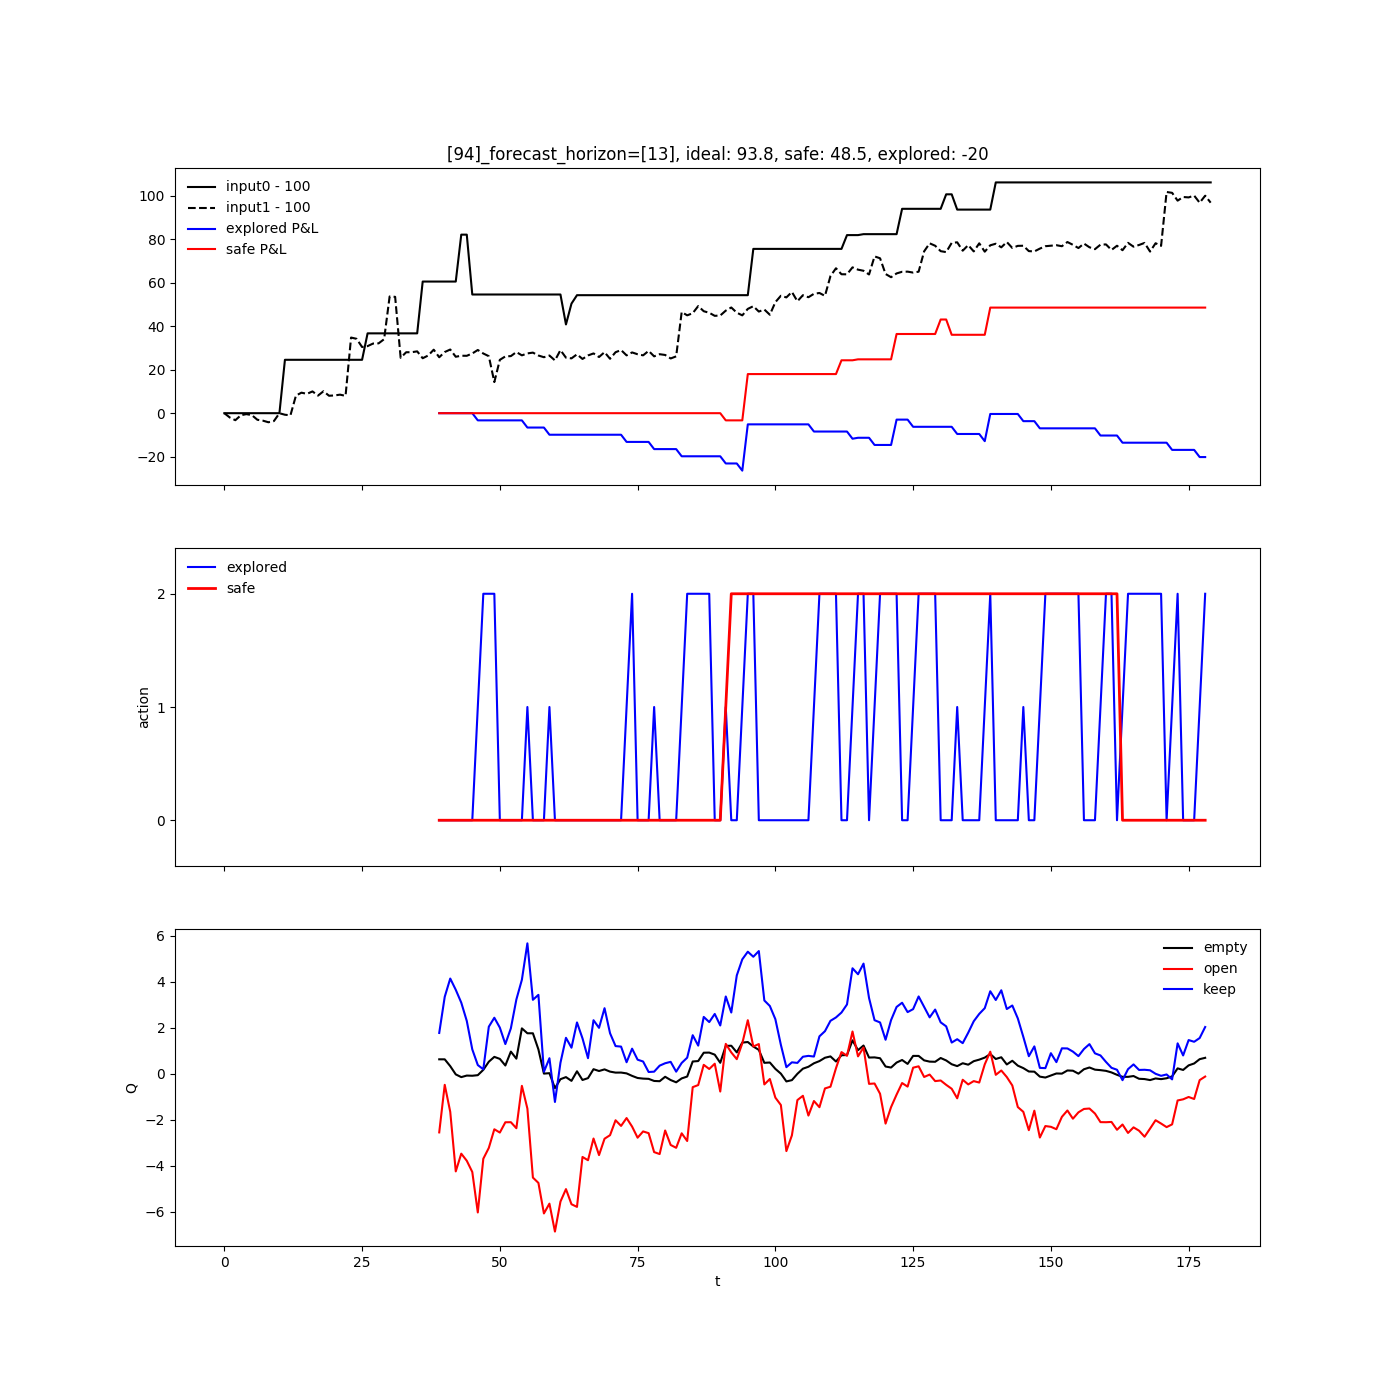 [94]_forecast_horizon=[13], ideal: 93.8, safe: 48.5, explored: -20
input0 - 100
input1 - 100
explored P&L
safe P&L
100
80
60
40
20
0
−20
explored
safe
2
1
0
action
empty
open
keep
6
4
2
0
−2
−4
−6
Q
0 25 50 75 100 125 150 175
t